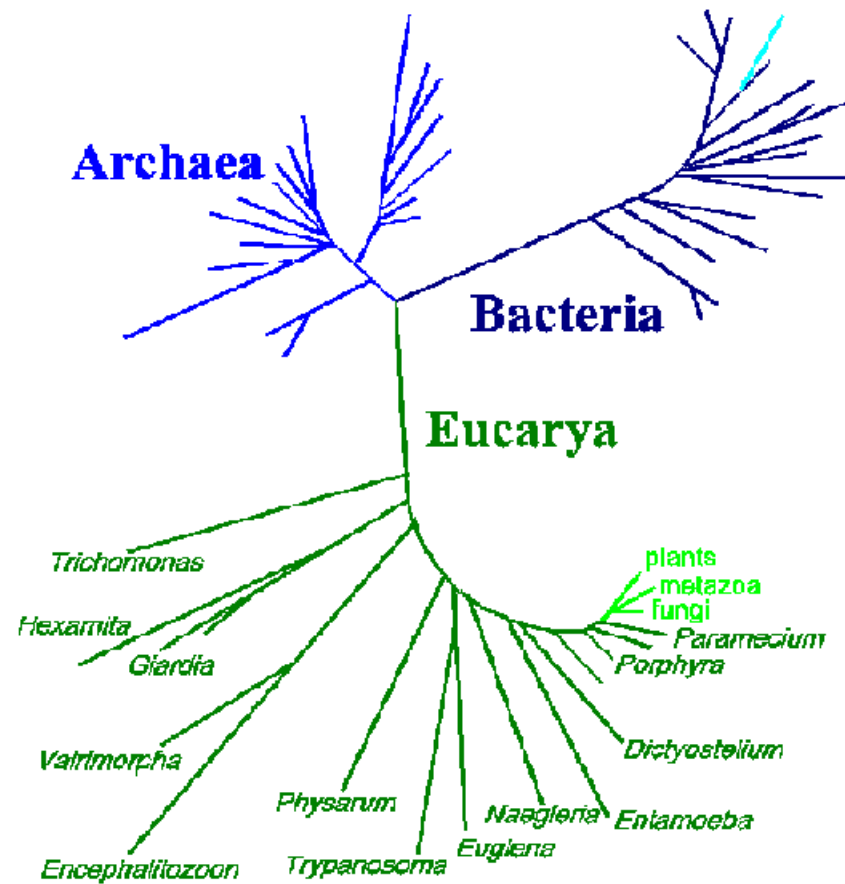 Archaea
Bacteria
Eucarya
plants
metazoa
fungi
Trichomonas
Paramecium
Hexamita
Porphyra
Giardia
Vairimorpha
Dictyostelium
Physarum
Naegleria
Entamoeba
Euglena
Trypanosoma
Encephalitozoon